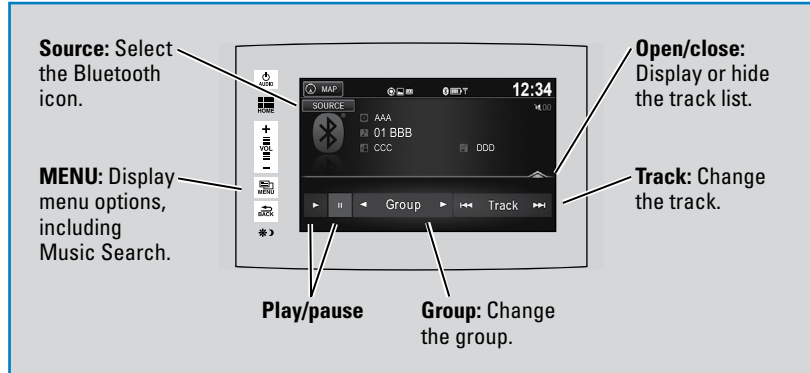 Source: Select
the Bluetooth
icon.
MENU: Display
menu options,
including
Music Search.
AUDIO
HOME
+
VOL
-
MENU
BACK
MAP
12:34
SOURCE
00
AAA
01 BBB
CCC
DDD
Group
Track
Open/close:
Display or hide
the track list.
Track: Change
the track.
Play/pause
Group: Change
the group.